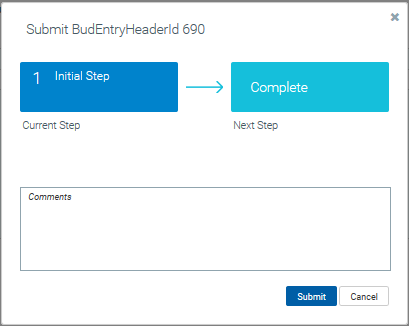 Submit BudEntryHeaderId 690
1 Initial Step
Complete
Current Step
Next Step
Comments
Submit
Cancel